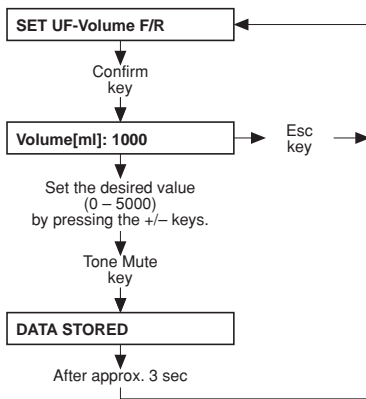 SET UF-Volume F/R
Confirm
key
Volume[ml]: 1000
Esc
key
Set the desired value
(0 – 5000)
by pressing the +/– keys.
Tone Mute
key
DATA STORED
After approx. 3 sec